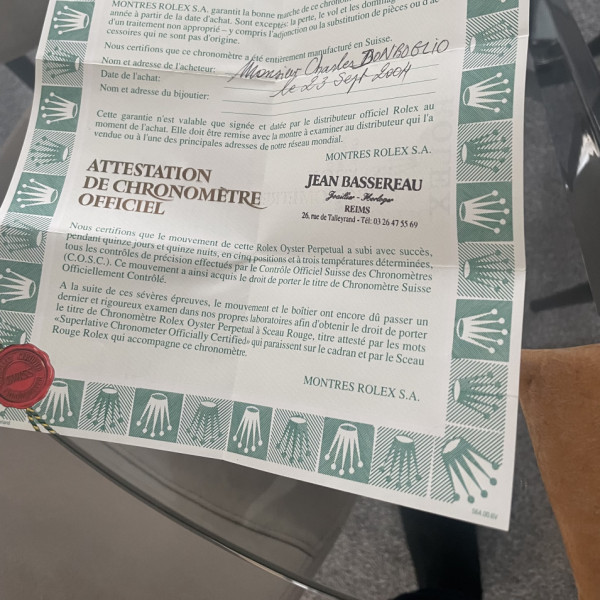 MONTRES ROLEX S.A. garantit la bonne marche de ce chrono
année à partir de la date d'achat. Sont exceptés: la perte, le vol et les dommag
d'un traitement non approprié – y compris l'adjonction ou la substitution de pièces ou d'ac
cessoires qui ne sont pas d'origine.
Nous certifions que ce chronomètre a été entièrement manufacturé en Suisse.
Nom et adresse de l'acheteur: Monsieur Charles
Date de l'achat: le 23 Sept 2004
Nom et adresse du bijoutier:
Cette garantie n'est valable que signée et datée par le distributeur officiel Rolex au
moment de l'achat. Elle doit être remise avec la montre à examiner au distributeur qui l'a
vendue ou à l'une des principales adresses de notre réseau mondial.
MONTRES ROLEX S.A.
ATTESTATION
DE CHRONOMÈTRE
OFFICIEL
JEAN BASSEREAU
Joaillier - Horloger
REIMS
26, rue de Talleyrand - Tél: 03 26 47 55 69
Nous certifions que le mouvement de cette Rolex Oyster Perpetual a subi avec succès,
pendant quinze jours et quinze nuits, en cinq positions et à trois températures déterminées,
tous les contrôles de précision effectués par le Contrôle Officiel Suisse des Chronomètres
(C.O.S.C.). Ce mouvement a ainsi acquis le droit de porter le titre de Chronomètre Suisse
Officiellement Contrôlé.
A la suite de ces sévères épreuves, le mouvement et le boîtier ont encore dû passer un
dernier et rigoureux examen dans nos propres laboratoires afin d'obtenir le droit de porter
le titre de Chronomètre Rolex Oyster Perpetual à Sceau Rouge, titre attesté par les mots
«Superlative Chronometer Officially Certified» qui paraissent sur le cadran et par le Sceau
Rouge Rolex qui accompagne ce chronomètre.
MONTRES ROLEX S.A.